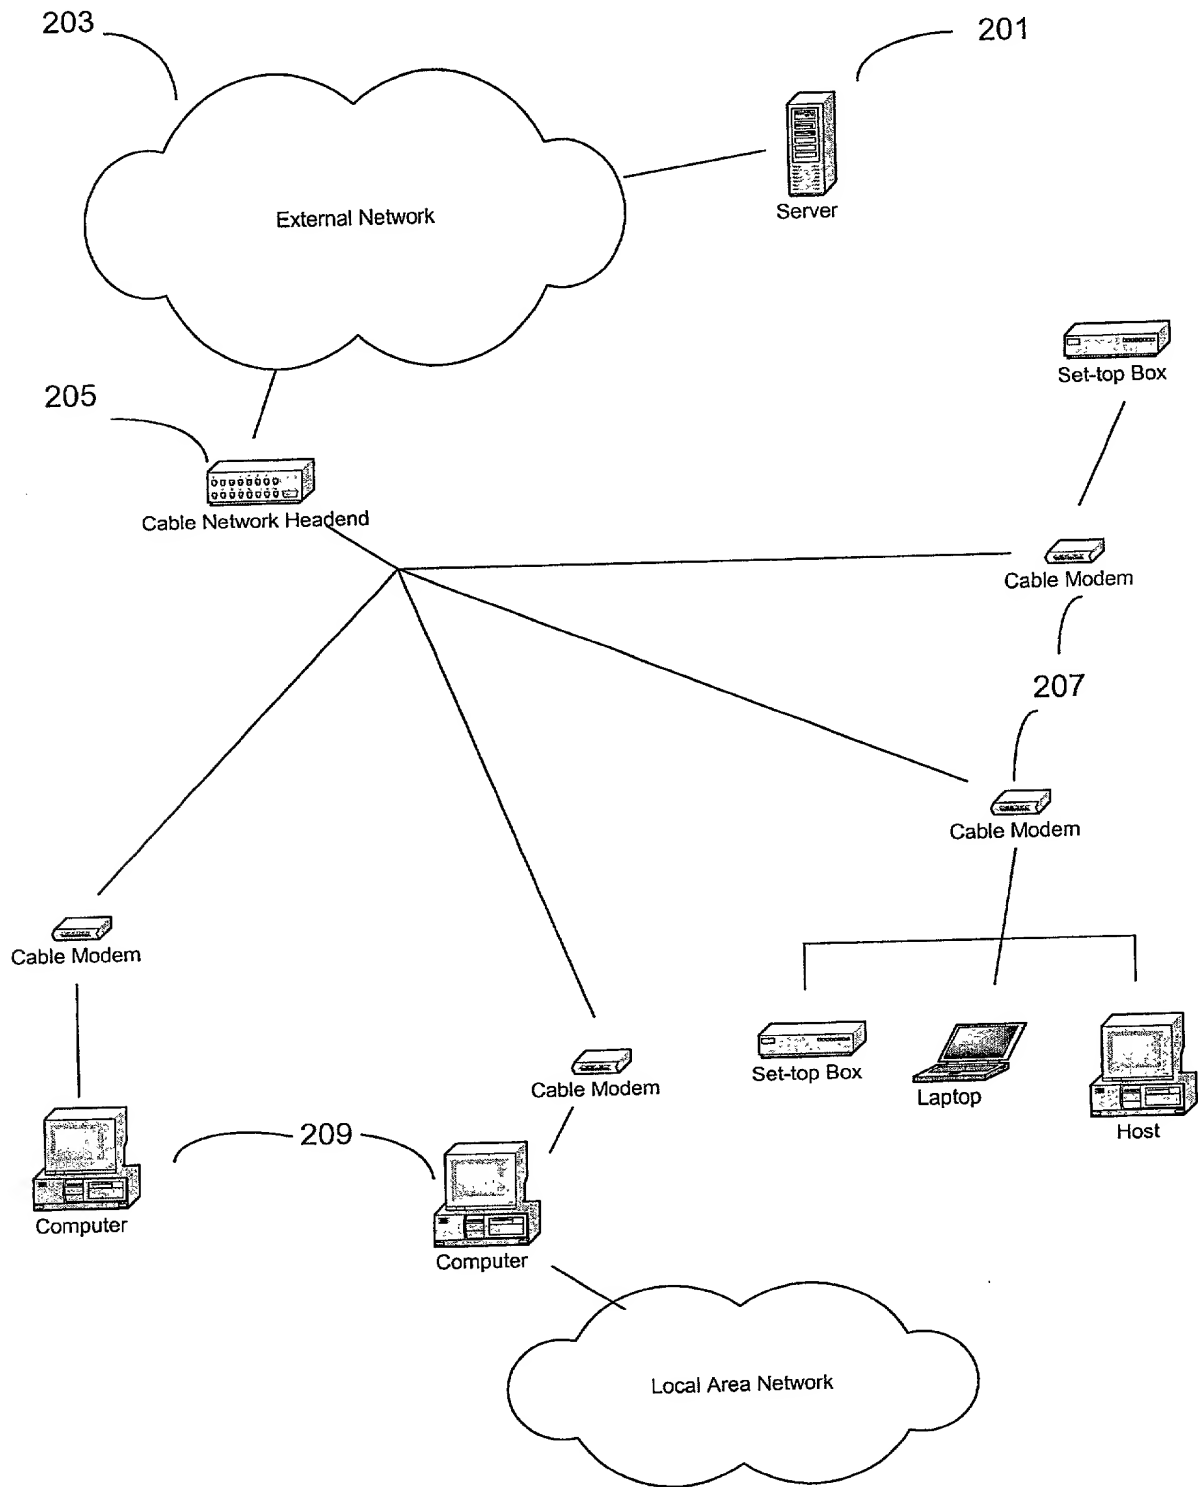 203
201
External Network
Server
Set-top Box
205
Cable Network Headend
Cable Modem
207
Cable Modem
Cable Modem
Cable Modem
Set-top Box
Laptop
Host
209
Computer
Computer
Local Area Network